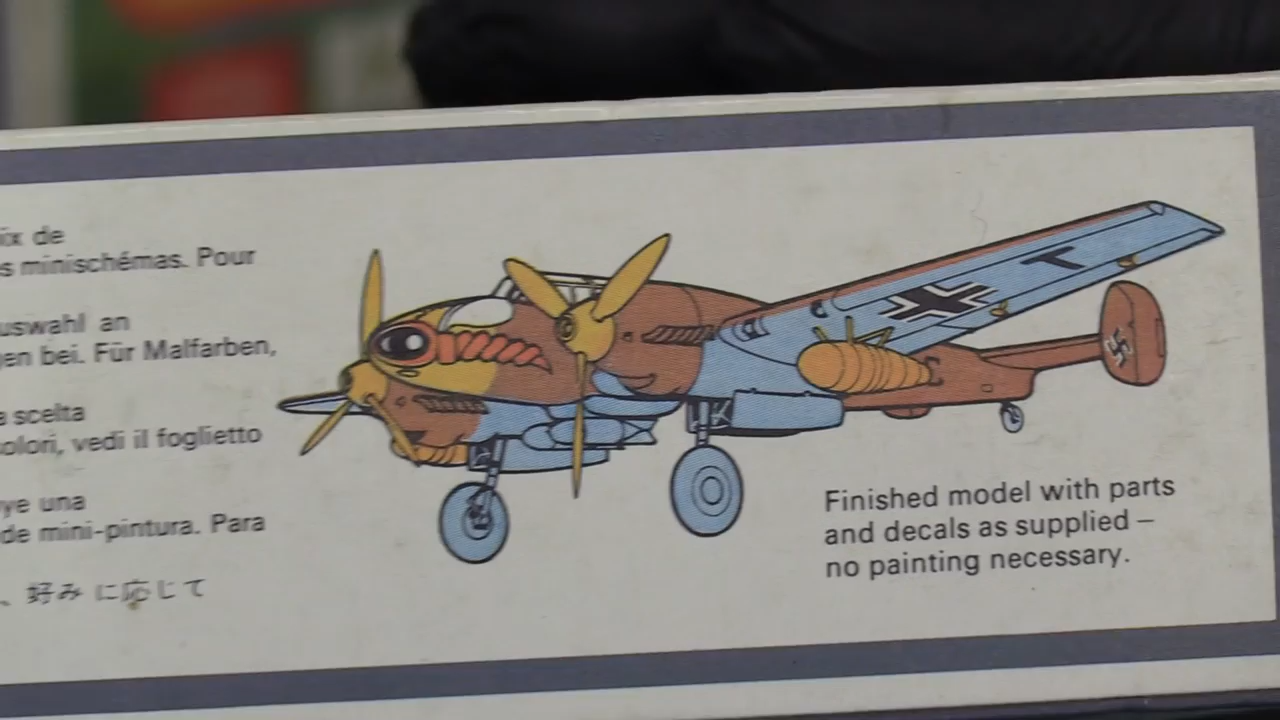 ix de
s minischémas. Pour
uswahl an
gen bei. Für Malfarben,
a scelta
colori, vedi il foglietto
ye una
de mini-pintura. Para
、好みに応じて
T
Finished model with parts
and decals as supplied –
no painting necessary.